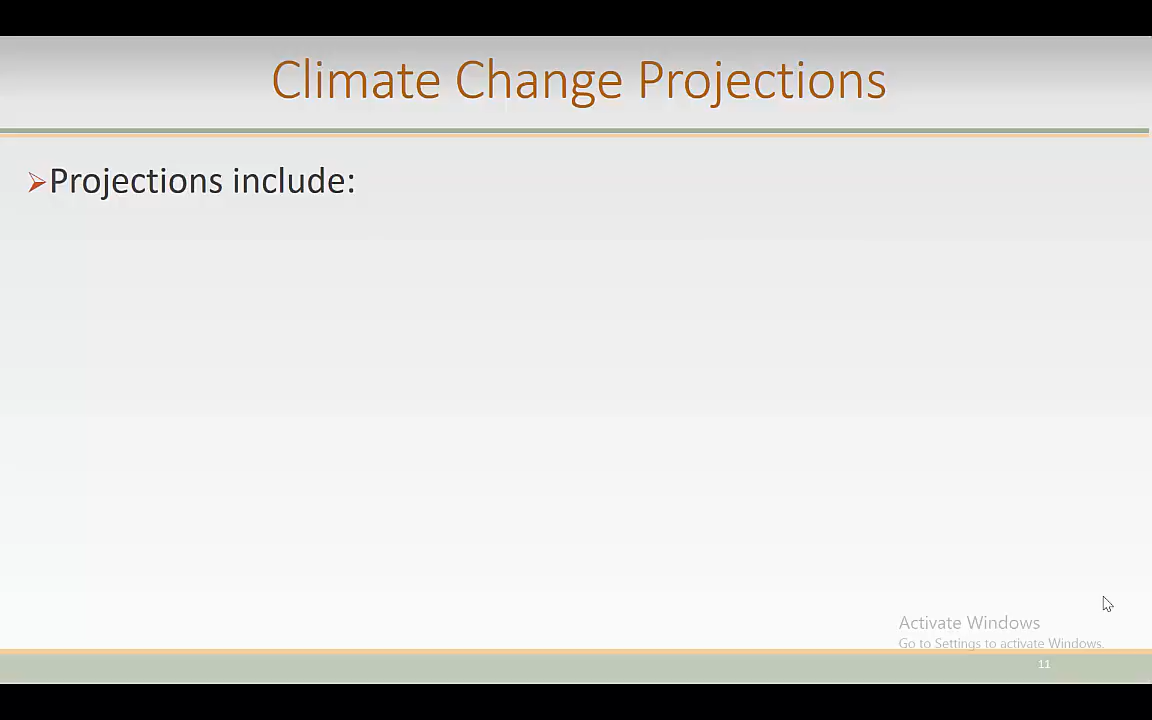 Climate Change Projections
Projections include:
Activate Windows
Go to Settings to activate Windows.
11